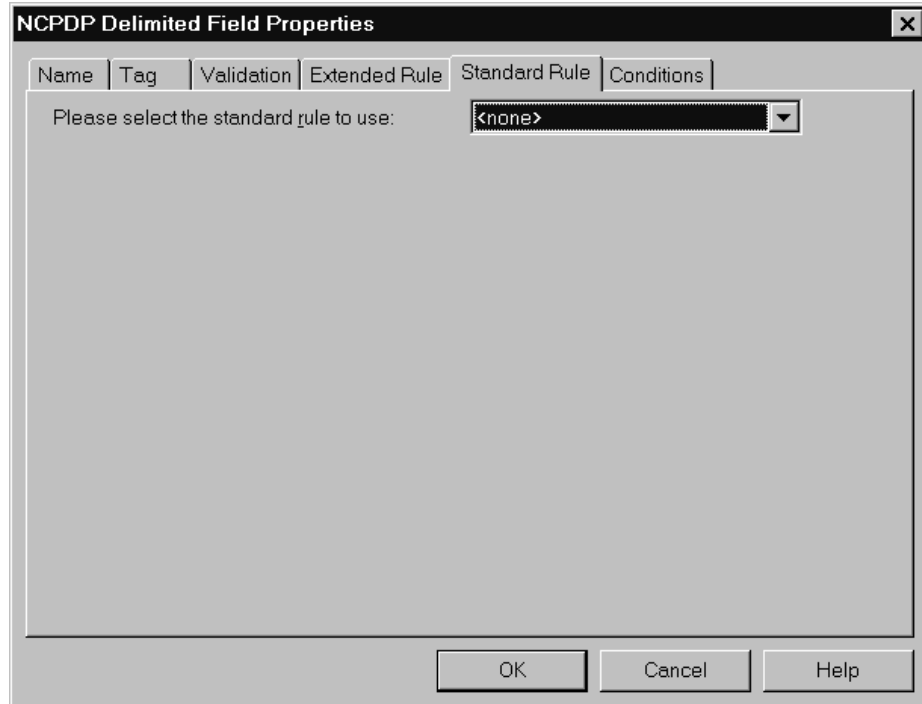 NCPDP Delimited Field Properties
Name Tag Validation Extended Rule Standard Rule Conditions
Please select the standard rule to use: <none>
OK Cancel Help